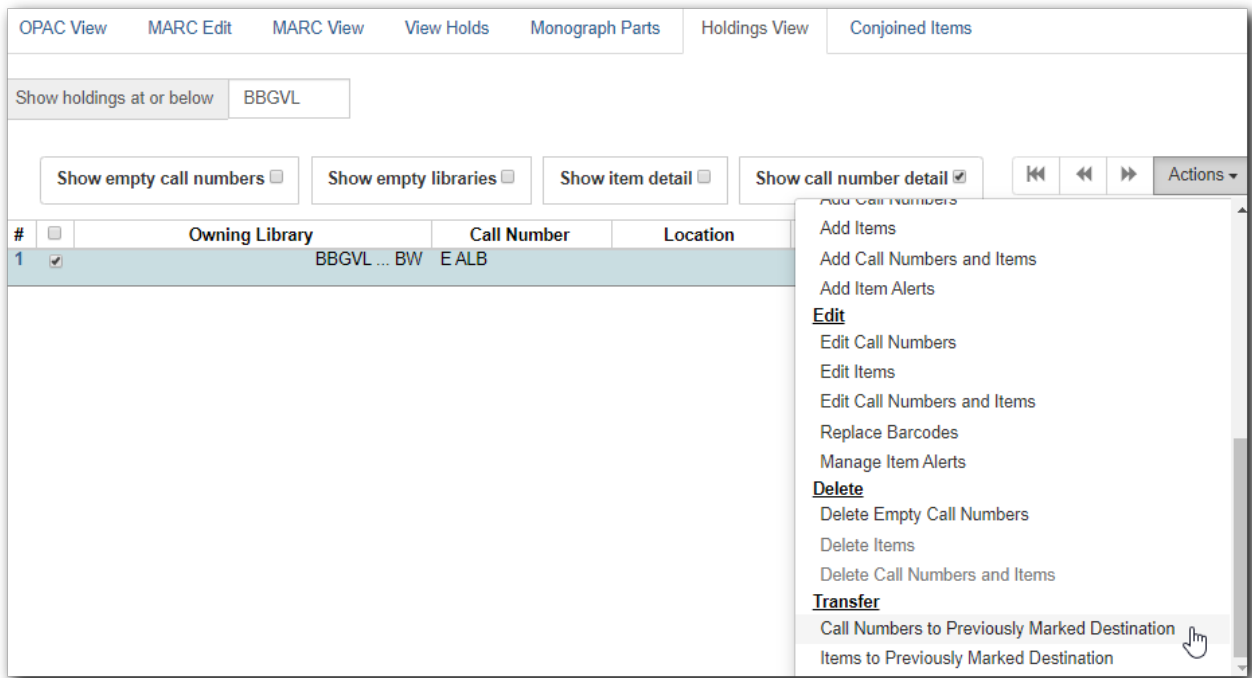 OPAC View MARC Edit MARC View View Holds Monograph Parts Holdings View Conjoined Items
Show holdings at or below BBGVL
Show empty call numbers Show empty libraries Show item detail Show call number detail Actions
Add Call Numbers
# Owning Library Call Number Location
1 BBGVL ... BW E ALB
Add Items
Add Call Numbers and Items
Add Item Alerts
Edit
Edit Call Numbers
Edit Items
Edit Call Numbers and Items
Replace Barcodes
Manage Item Alerts
Delete
Delete Empty Call Numbers
Delete Items
Delete Call Numbers and Items
Transfer
Call Numbers to Previously Marked Destination
Items to Previously Marked Destination